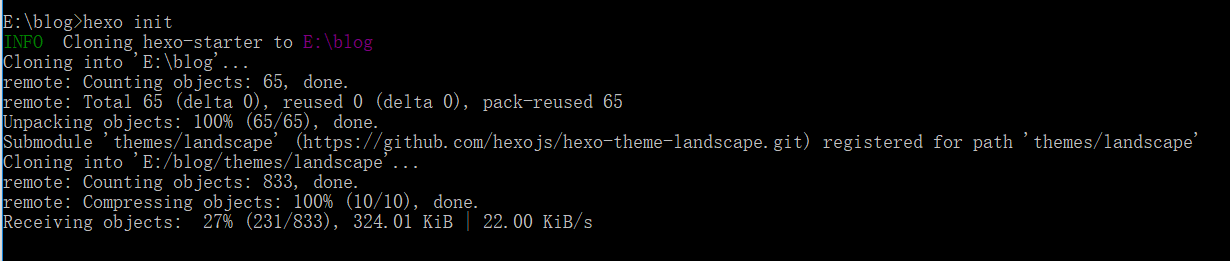 E:\blog>hexo init
INFO  Cloning hexo-starter to E:\blog
Cloning into 'E:\blog'...
remote: Counting objects: 65, done.
remote: Total 65 (delta 0), reused 0 (delta 0), pack-reused 65
Unpacking objects: 100% (65/65), done.
Submodule 'themes/landscape' (https://github.com/hexojs/hexo-theme-landscape.git) registered for path 'themes/landscape'
Cloning into 'E:/blog/themes/landscape'...
remote: Counting objects: 833, done.
remote: Compressing objects: 100% (10/10), done.
Receiving objects:  27% (231/833), 324.01 KiB | 22.00 KiB/s